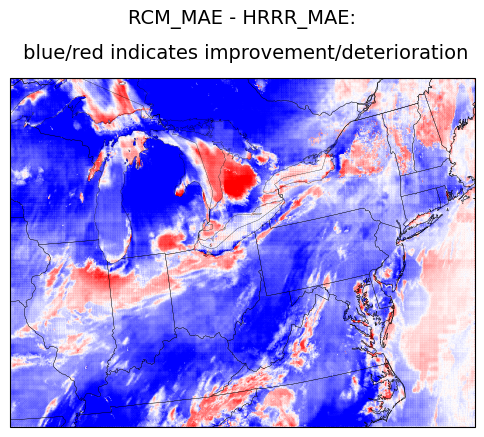 RCM_MAE - HRRR_MAE:
blue/red indicates improvement/deterioration